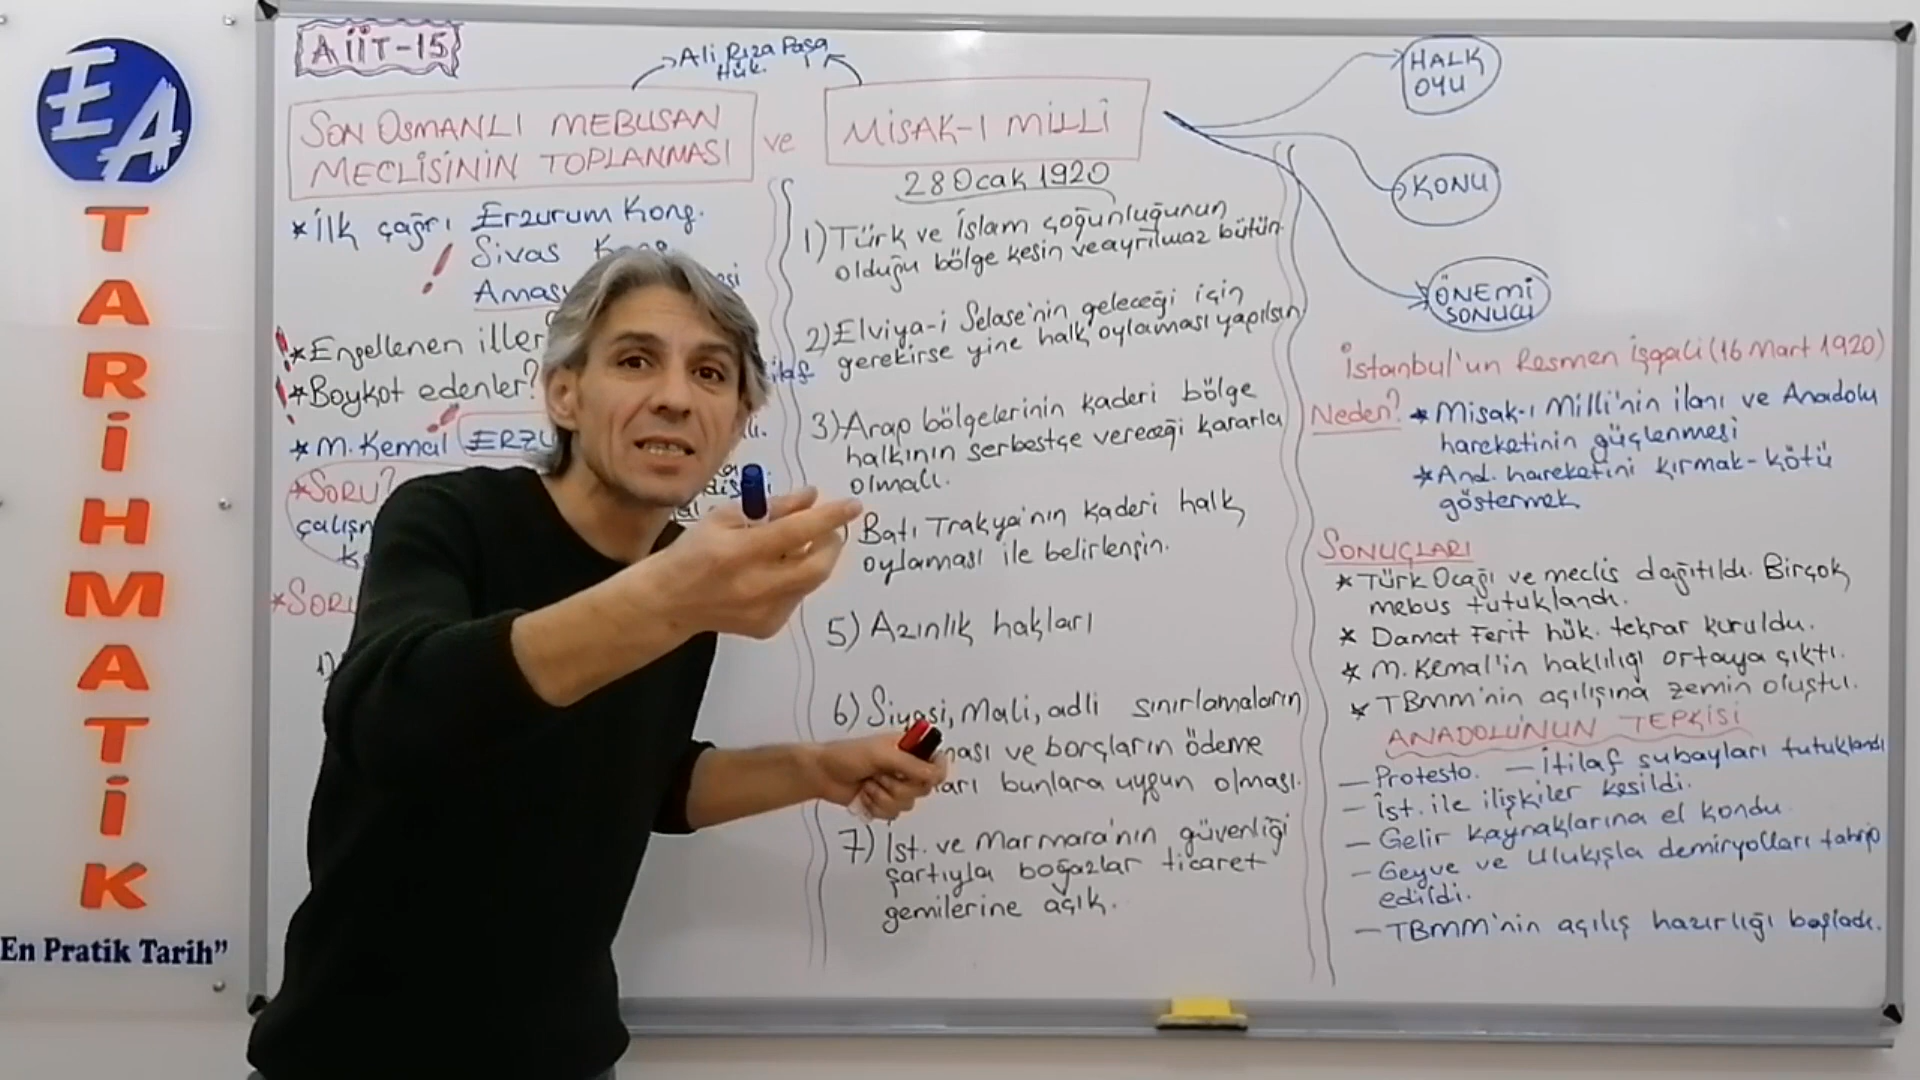 EA
TARİHMATİK
En Pratik Tarih”
AİİT-15
Ali Rıza Paşa
Hük.
SON OSMANLI MEBUSAN
MECLİSİNİN TOPLANMASI
ve
MİSAK-I MİLLİ
28 Ocak 1920
* İlk çağrı Erzurum Kong.
Sivas
Amas
* Engellenen iller
* Boykot edenler?
* M. Kemal ERZU
* SORU?
çalışm
* SORU
1)
1) Türk ve İslam çoğunluğunun
olduğu bölge kesin ve ayrılmaz bütün.
2) Elviya-i Selase'nin geleceği için
gerekirse yine halk oylaması yapılsın
3) Arap bölgelerinin kaderi bölge
halkının serbestçe vereceği kararla
olmalı.
) Batı Trakya'nın kaderi halk
oylaması ile belirlensin.
5) Azınlık hakları
6) Siyasi, Mali, adli sınırlamaların
ması ve borçların ödeme
ları bunlara uygun olması.
7) İst. ve Marmara'nın güvenliği
şartıyla boğazlar ticaret
gemilerine açık.
HALK
OYU
KONU
ÖNEMİ
SONUCU
İstanbul'un Resmen işgali (16 Mart 1920)
Neden? * Misak-ı Milli'nin ilanı ve Anadolu
hareketinin güçlenmesi
* And. hareketini kırmak-kötü
göstermek
SONUÇLARI
* Türk Ocağı ve meclis dağıtıldı. Birçok
mebus tutuklandı.
* Damat Ferit hük. tekrar kuruldu.
* M. Kemal'in haklılığı ortaya çıktı.
* TBMM'nin açılışına zemin oluştu.
ANADOLU'NUN TEPKİSİ
— Protesto. — İtilaf subayları tutuklandı
— İst. ile ilişkiler kesildi.
— Gelir kaynaklarına el kondu.
— Geyve ve Ulukışla demiryolları tahrip
edildi.
— TBMM'nin açılış hazırlığı başladı.